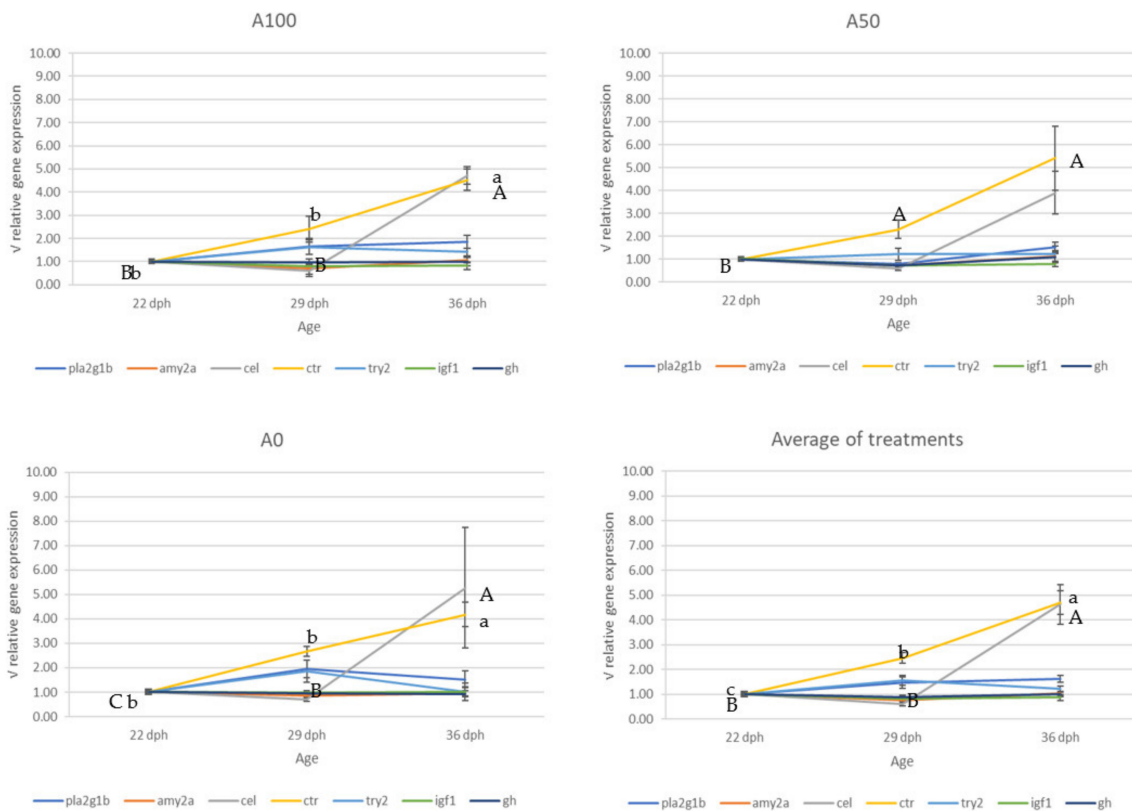 A100
V relative gene expression
10.00
9.00
8.00
7.00
6.00
5.00
4.00
3.00
2.00
1.00
0.00
a
A
b
B
Bb
22 dph
29 dph
36 dph
Age
pla2g1b
amy2a
cel
ctr
try2
igf1
gh
A50
V relative gene expression
10.00
9.00
8.00
7.00
6.00
5.00
4.00
3.00
2.00
1.00
0.00
A
A
B
22 dph
29 dph
36 dph
Age
pla2g1b
amy2a
cel
ctr
try2
igf1
gh
A0
V relative gene expression
10.00
9.00
8.00
7.00
6.00
5.00
4.00
3.00
2.00
1.00
0.00
A
a
b
B
C b
22 dph
29 dph
36 dph
Age
pla2g1b
amy2a
cel
ctr
try2
igf1
gh
Average of treatments
V relative gene expression
10.00
9.00
8.00
7.00
6.00
5.00
4.00
3.00
2.00
1.00
0.00
a
A
b
B
c
B
22 dph
29 dph
36 dph
Age
pla2g1b
amy2a
cel
ctr
try2
igf1
gh